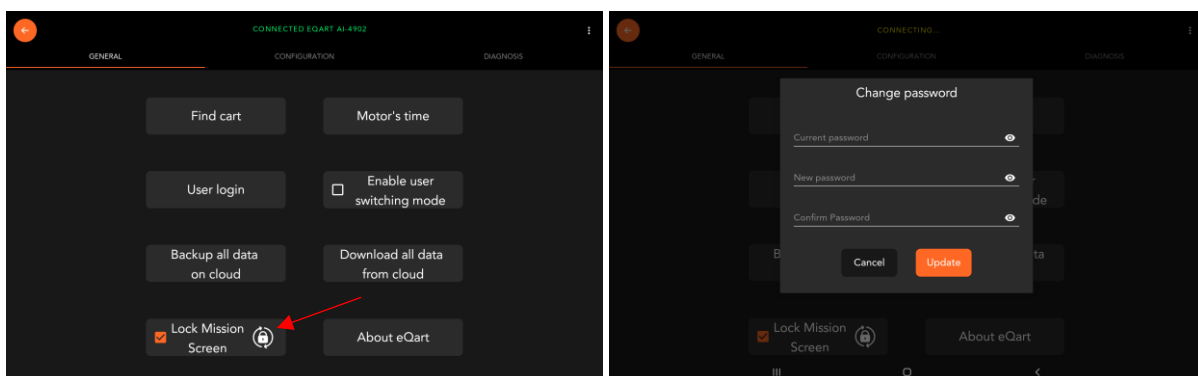 CONNECTED EQART AI-4902
GENERAL
CONFIGURATION
DIAGNOSIS
Find cart
Motor's time
User login
Enable user
switching mode
Backup all data
on cloud
Download all data
from cloud
Lock Mission
Screen
About eQart
CONNECTING...
GENERAL
CONFIGURATION
DIAGNOSIS
Change password
Current password
New password
Confirm Password
Cancel
Update
de
B
ta
Lock Mission
Screen
About eQart